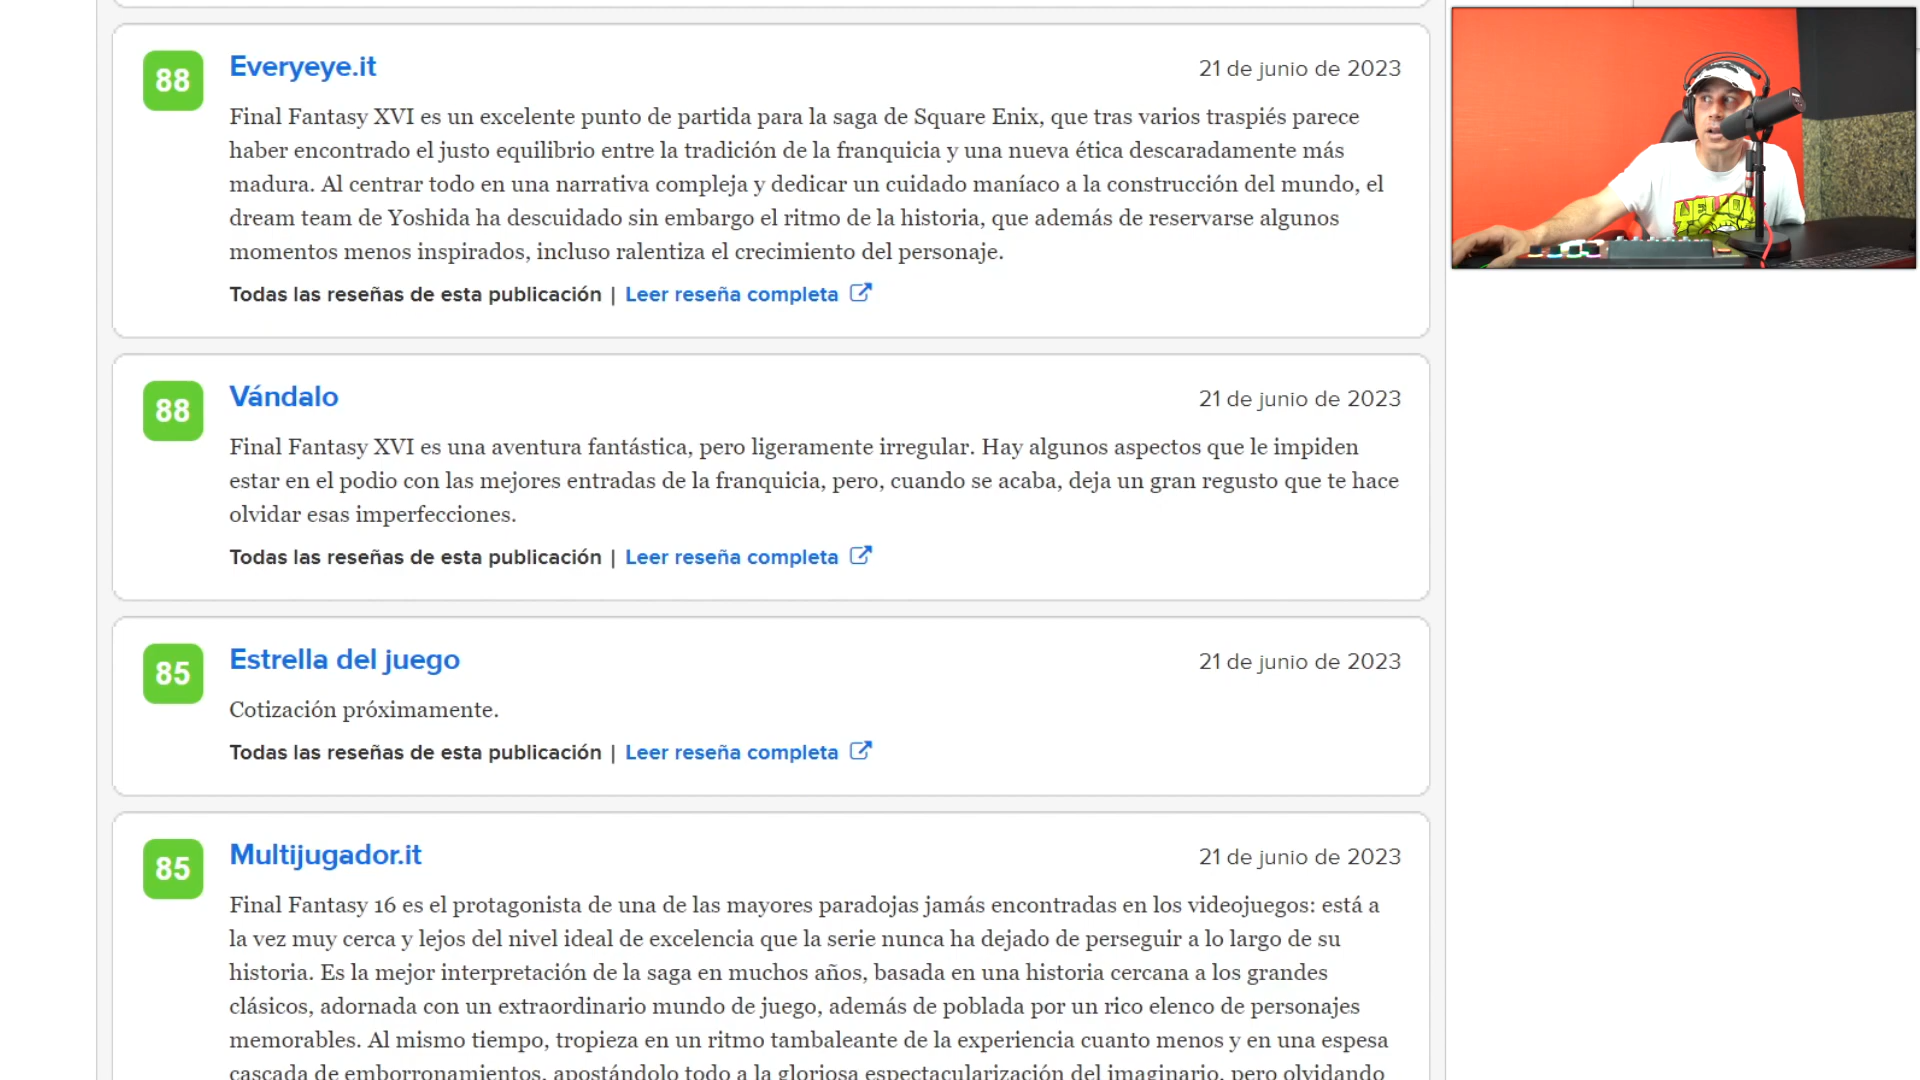 88
Everyeye.it
21 de junio de 2023
Final Fantasy XVI es un excelente punto de partida para la saga de Square Enix, que tras varios traspiés parece
haber encontrado el justo equilibrio entre la tradición de la franquicia y una nueva ética descaradamente más
madura. Al centrar todo en una narrativa compleja y dedicar un cuidado maníaco a la construcción del mundo, el
dream team de Yoshida ha descuidado sin embargo el ritmo de la historia, que además de reservarse algunos
momentos menos inspirados, incluso ralentiza el crecimiento del personaje.
Todas las reseñas de esta publicación | Leer reseña completa
88
Vándalo
21 de junio de 2023
Final Fantasy XVI es una aventura fantástica, pero ligeramente irregular. Hay algunos aspectos que le impiden
estar en el podio con las mejores entradas de la franquicia, pero, cuando se acaba, deja un gran regusto que te hace
olvidar esas imperfecciones.
Todas las reseñas de esta publicación | Leer reseña completa
85
Estrella del juego
21 de junio de 2023
Cotización próximamente.
Todas las reseñas de esta publicación | Leer reseña completa
85
Multijugador.it
21 de junio de 2023
Final Fantasy 16 es el protagonista de una de las mayores paradojas jamás encontradas en los videojuegos: está a
la vez muy cerca y lejos del nivel ideal de excelencia que la serie nunca ha dejado de perseguir a lo largo de su
historia. Es la mejor interpretación de la saga en muchos años, basada en una historia cercana a los grandes
clásicos, adornada con un extraordinario mundo de juego, además de poblada por un rico elenco de personajes
memorables. Al mismo tiempo, tropieza en un ritmo tambaleante de la experiencia cuanto menos y en una espesa
cascada de emborronamientos, apostándolo todo a la gloriosa espectacularización del imaginario, pero olvidando